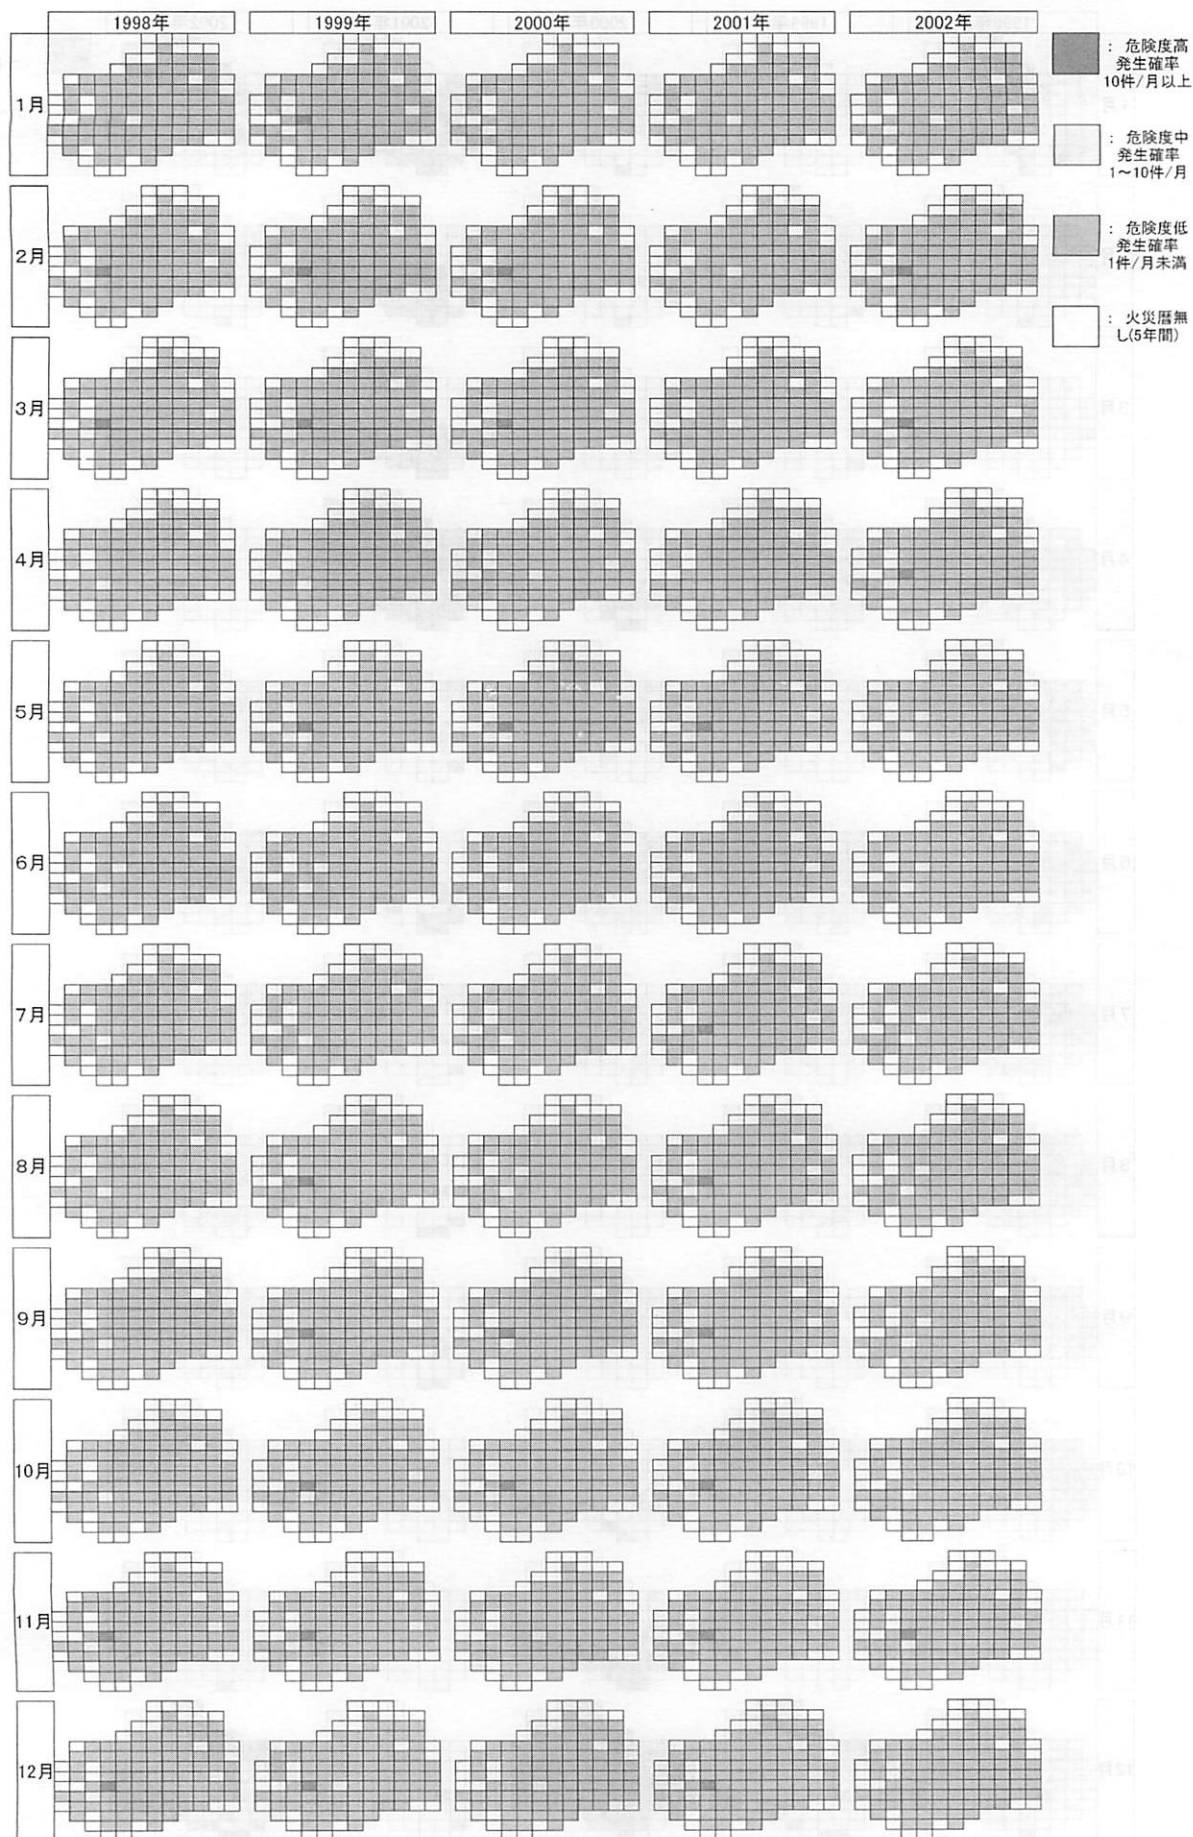 1998年 1999年 2000年 2001年 2002年
1月
2月
3月
4月
5月
6月
7月
8月
9月
10月
11月
12月
: 危険度高
発生確率
10件/月以上
: 危険度中
発生確率
1～10件/月
: 危険度低
発生確率
1件/月未満
: 火災暦無
し(5年間)